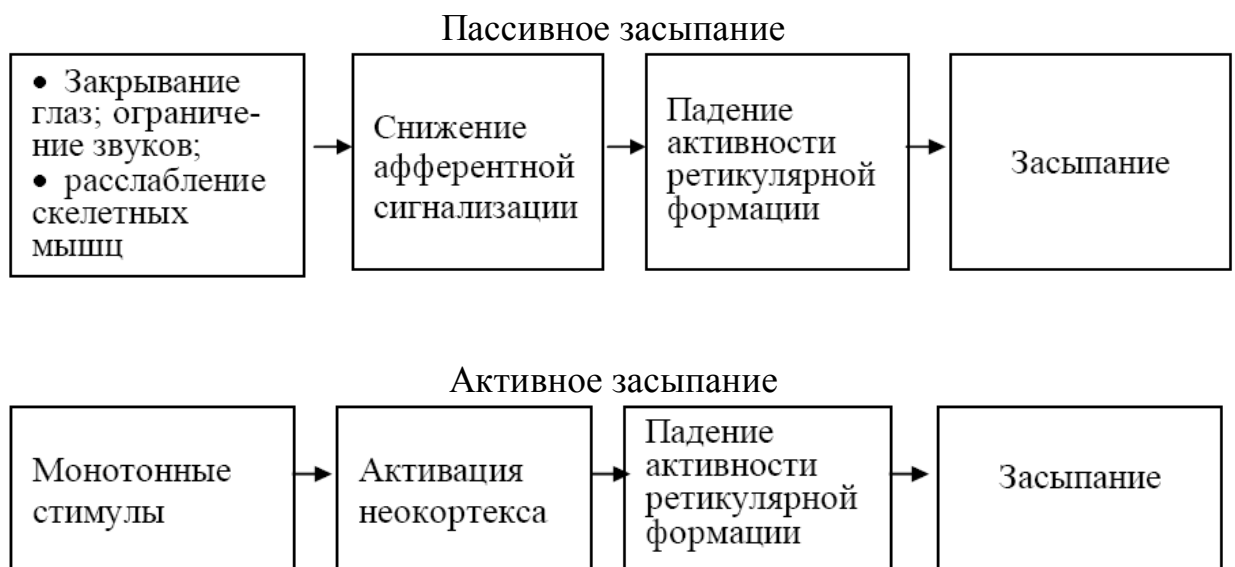 Пассивное засыпание
• Закрывание
глаз; ограниче-
ние звуков;
• расслабление
скелетных
мышц
Снижение
афферентной
сигнализации
Падение
активности
ретикулярной
формации
Засыпание
Активное засыпание
Монотонные
стимулы
Активация
неокортекса
Падение
активности
ретикулярной
формации
Засыпание